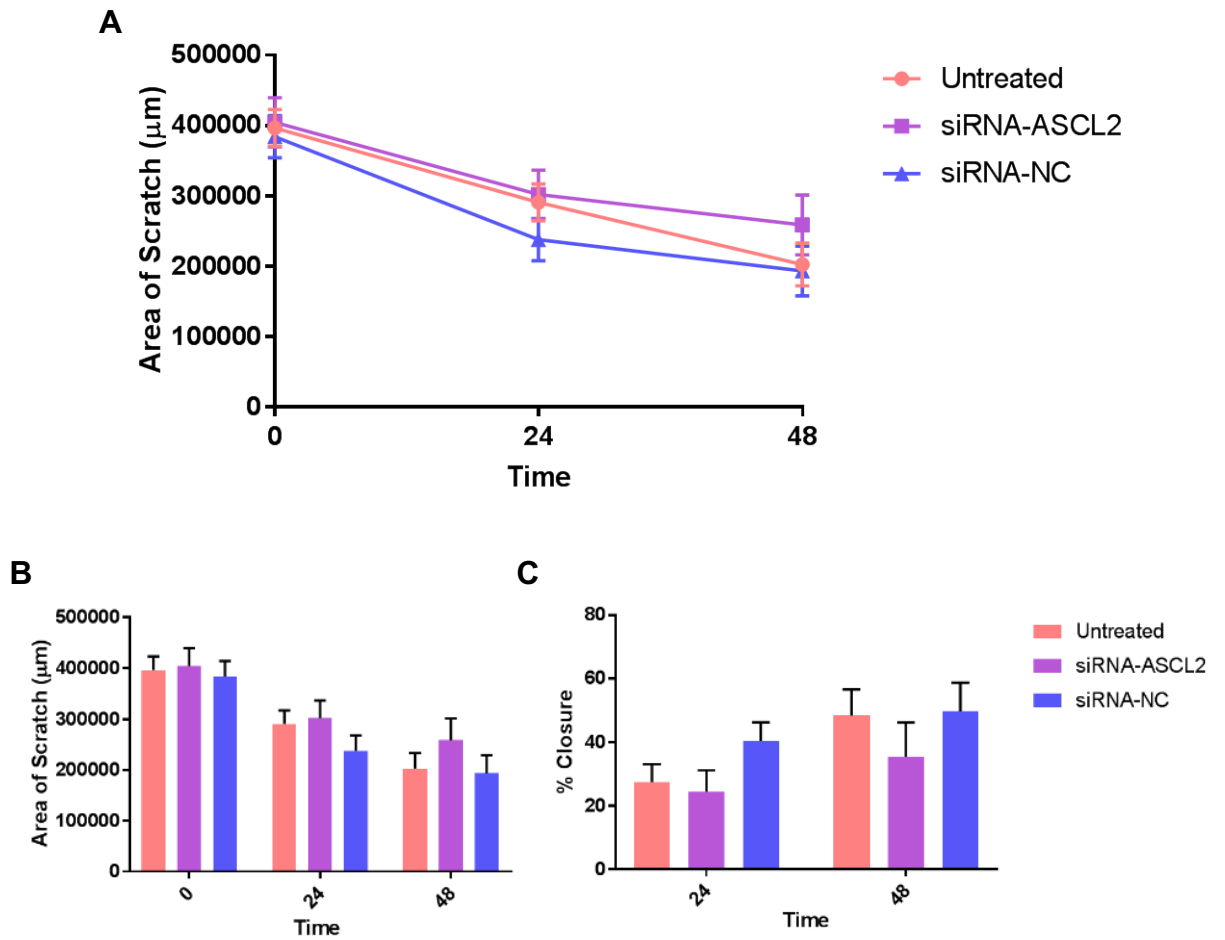 A
500000
400000
300000
200000
100000
0
Area of Scratch (μm)
0 24 48
Time
Untreated
siRNA-ASCL2
siRNA-NC
B
500000
400000
300000
200000
100000
0
Area of Scratch (μm)
0 24 48
Time
C
80
60
40
20
0
% Closure
24 48
Time
Untreated
siRNA-ASCL2
siRNA-NC